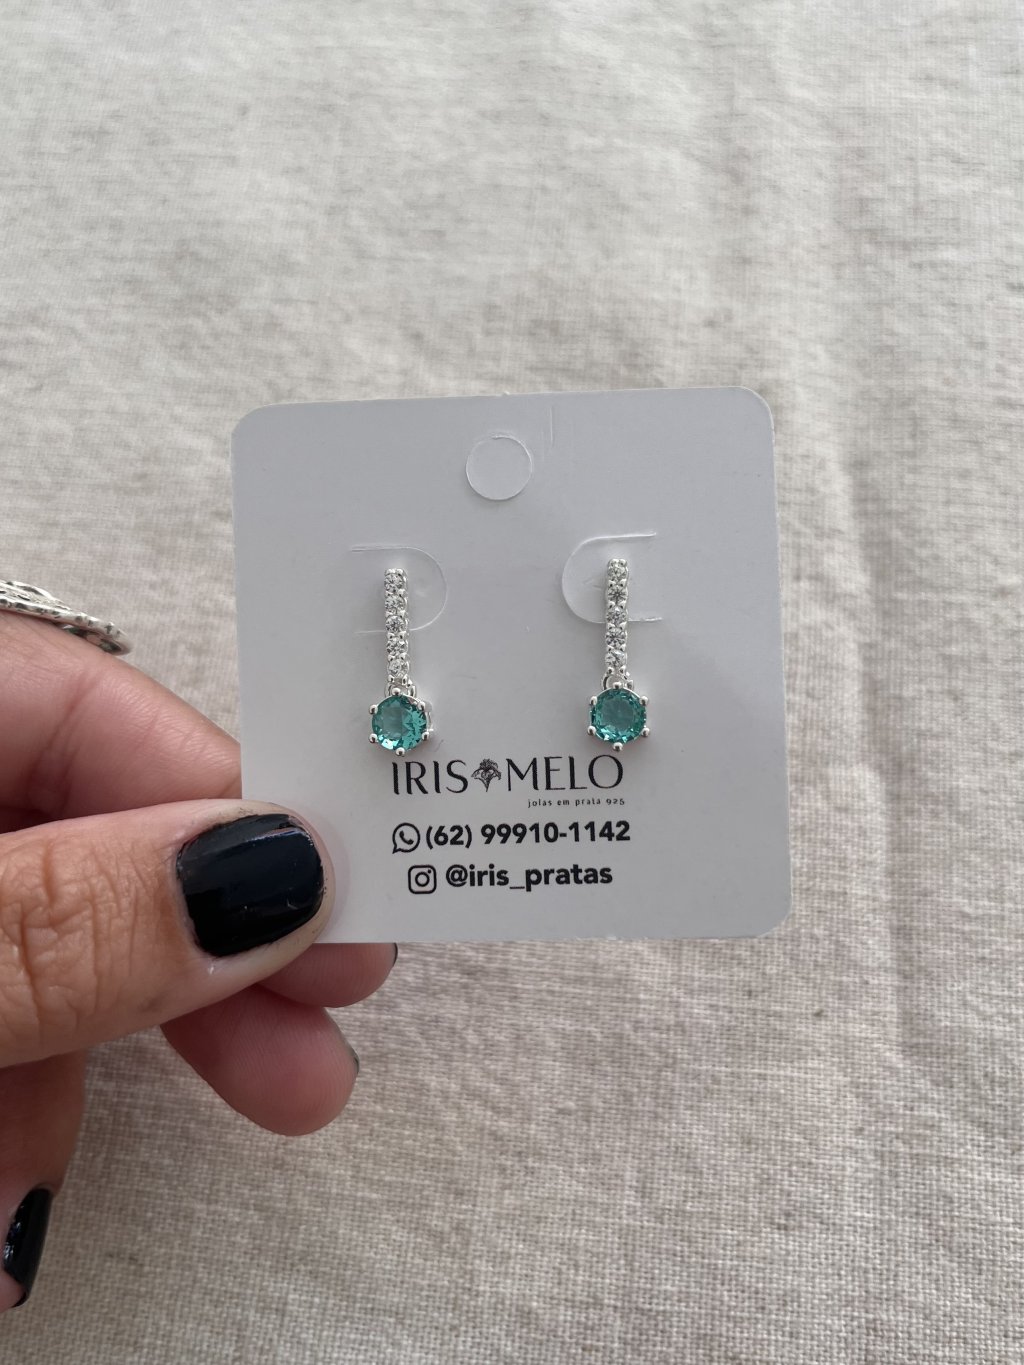 IRIS MELO
joias em prata 925
(62) 99910-1142
@iris_pratas